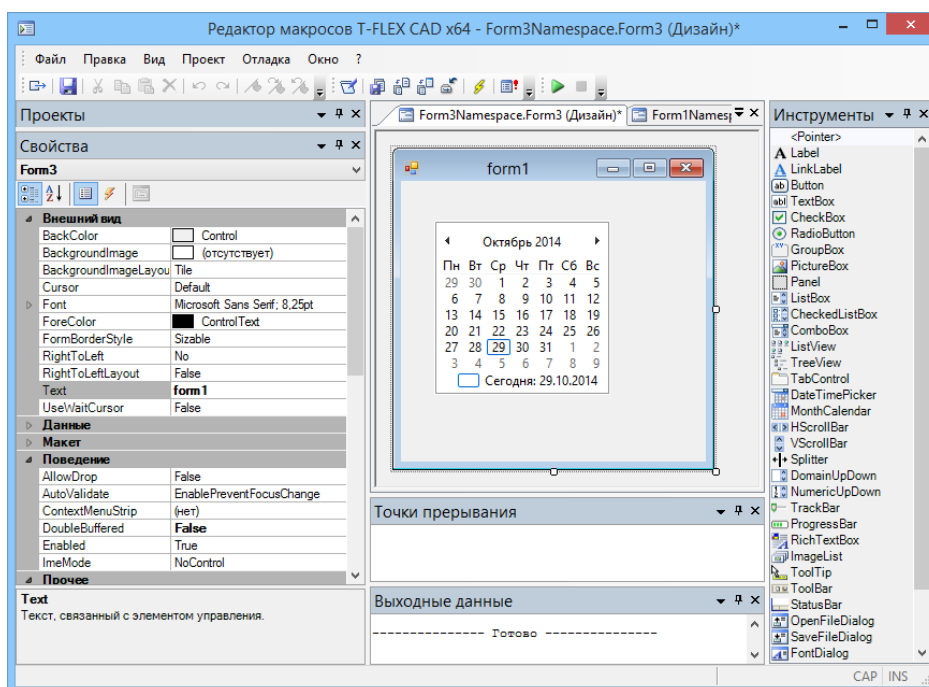 Редактор макросов T-FLEX CAD x64 - Form3Namespace.Form3 (Дизайн)*
Файл Правка Вид Проект Отладка Окно ?
Проекты
Свойства
Form3
Внешний вид
BackColor Control
BackgroundImage (отсутствует)
BackgroundImageLayou Tile
Cursor Default
Font Microsoft Sans Serif; 8,25pt
ForeColor ControlText
FormBorderStyle Sizable
RightToLeft No
RightToLeftLayout False
Text form1
UseWaitCursor False
Данные
Макет
Поведение
AllowDrop False
AutoValidate EnablePreventFocusChange
ContextMenuStrip (нет)
DoubleBuffered False
Enabled True
ImeMode NoControl
Прочее
Text
Текст, связанный с элементом управления.
Form3Namespace.Form3 (Дизайн)* Form1Namesp
form1
Октябрь 2014
Пн Вт Ср Чт Пт Сб Вс
29 30 1 2 3 4 5
6 7 8 9 10 11 12
13 14 15 16 17 18 19
20 21 22 23 24 25 26
27 28 29 30 31 1 2
3 4 5 6 7 8 9
Сегодня: 29.10.2014
Точки прерывания
Выходные данные
--------------- Готово ---------------
Инструменты
<Pointer>
Label
LinkLabel
Button
TextBox
CheckBox
RadioButton
GroupBox
PictureBox
Panel
ListBox
CheckedListBox
ComboBox
ListView
TreeView
TabControl
DateTimePicker
MonthCalendar
HScrollBar
VScrollBar
Splitter
DomainUpDown
NumericUpDown
TrackBar
ProgressBar
RichTextBox
ImageList
ToolTip
ToolBar
StatusBar
OpenFileDialog
SaveFileDialog
FontDialog
CAP INS